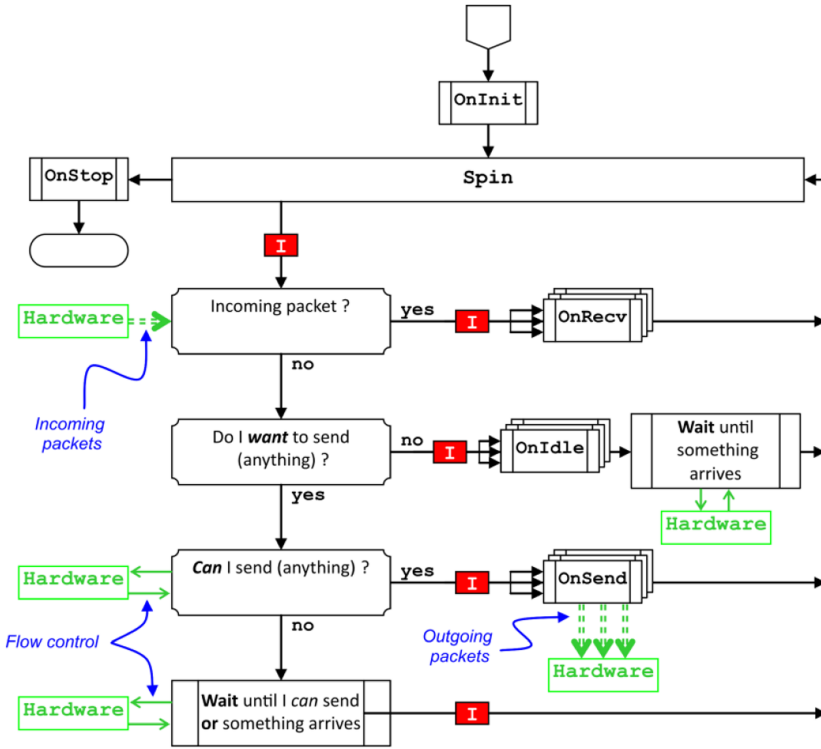 OnInit
OnStop
Spin
I
Hardware
Incoming packet ?
yes
I
OnRecv
no
Incoming
packets
Do I want to send
(anything) ?
no
I
OnIdle
Wait until
something
arrives
yes
Hardware
Hardware
Can I send (anything) ?
yes
I
OnSend
Flow control
no
Outgoing
packets
Hardware
Hardware
Wait until I can send
or something arrives
I